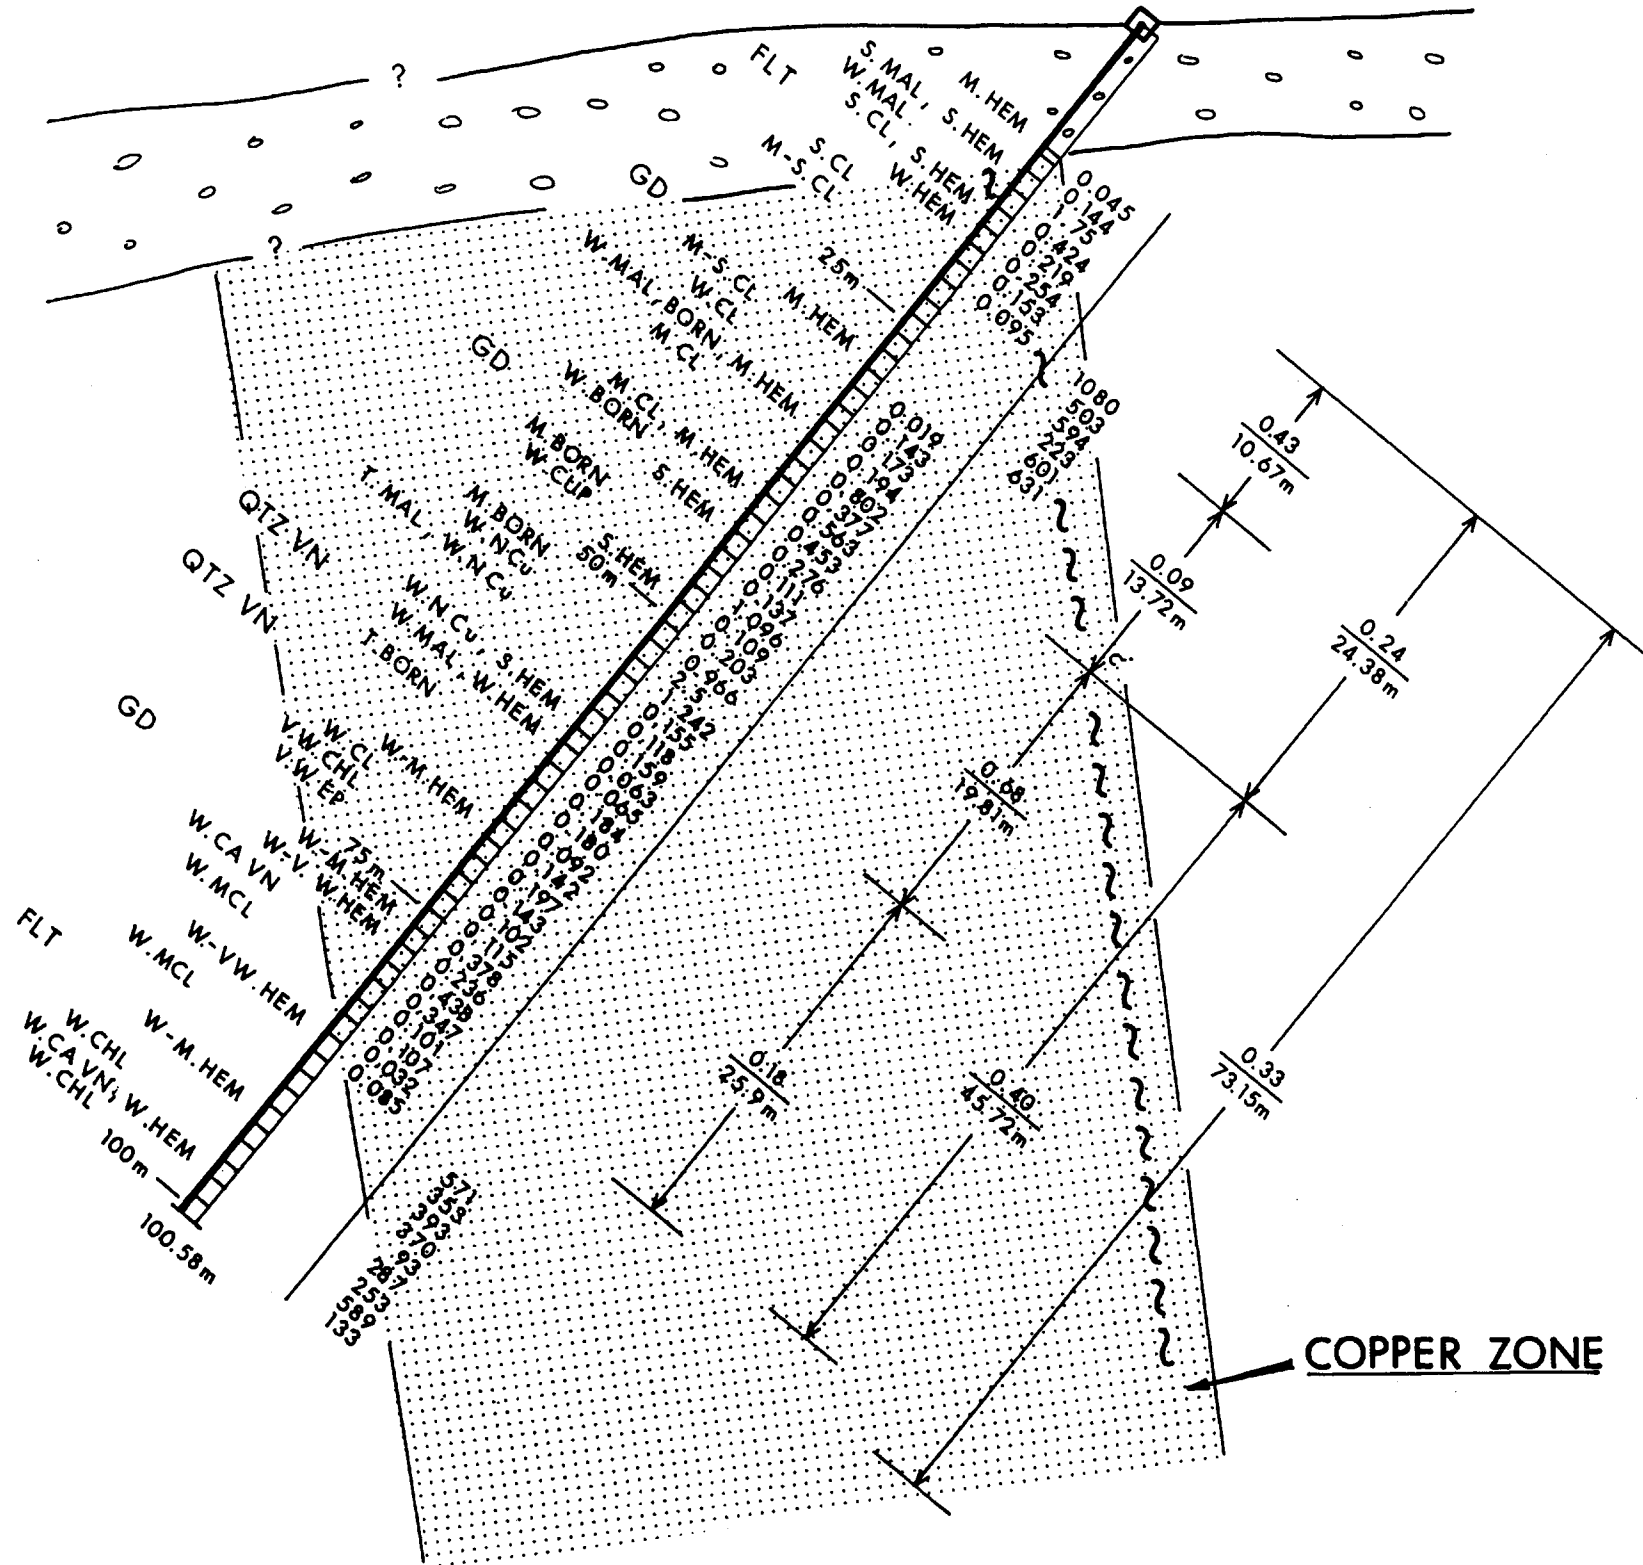 ?
?
FLT
S. MAL, S. HEM
M. HEM
W. MAL.
S. CL, S. HEM
S. CL
W. HEM
M-S. CL
GD
25m
M-S. CL
M. HEM
W. CL
W. MAL, BORN, M. HEM
M. CL
GD
M. CL, M. HEM
W. BORN
M. BORN
S. HEM
W. CUP
M. BORN
S. HEM
W. NCu
50m
T. MAL, W. NCu
QTZ VN
QTZ VN
W. NCu, S. HEM
W. MAL, W. HEM
T. BORN
GD
W. CL
W.-M. HEM
V.W. CHL
V.W. EP
75m
W.-M. HEM
W-V. W. HEM
W. CA VN
W. MCL
FLT
W-VW. HEM
W. MCL
W-M. HEM
W. CHL
W. CA VN; W. HEM
W. CHL
100m
100.58m
0.045
0.144
1.75
0.424
0.219
0.254
0.153
0.095
0.019
0.143
0.173
0.194
0.802
0.377
0.563
0.453
0.276
0.111
0.137
1.096
0.109
0.203
0.966
2.5
1.242
0.155
0.118
0.159
0.063
0.065
0.184
0.180
0.092
0.142
0.197
0.143
0.102
0.115
0.378
0.236
0.438
0.347
0.101
0.107
0.032
0.085
1080
503
594
223
601
631
571
353
393
370
93
287
253
589
133
0.43
10.67m
0.09
13.72m
0.24
24.38m
0.68
19.81m
0.18
25.9m
0.40
45.72m
0.33
73.15m
COPPER ZONE